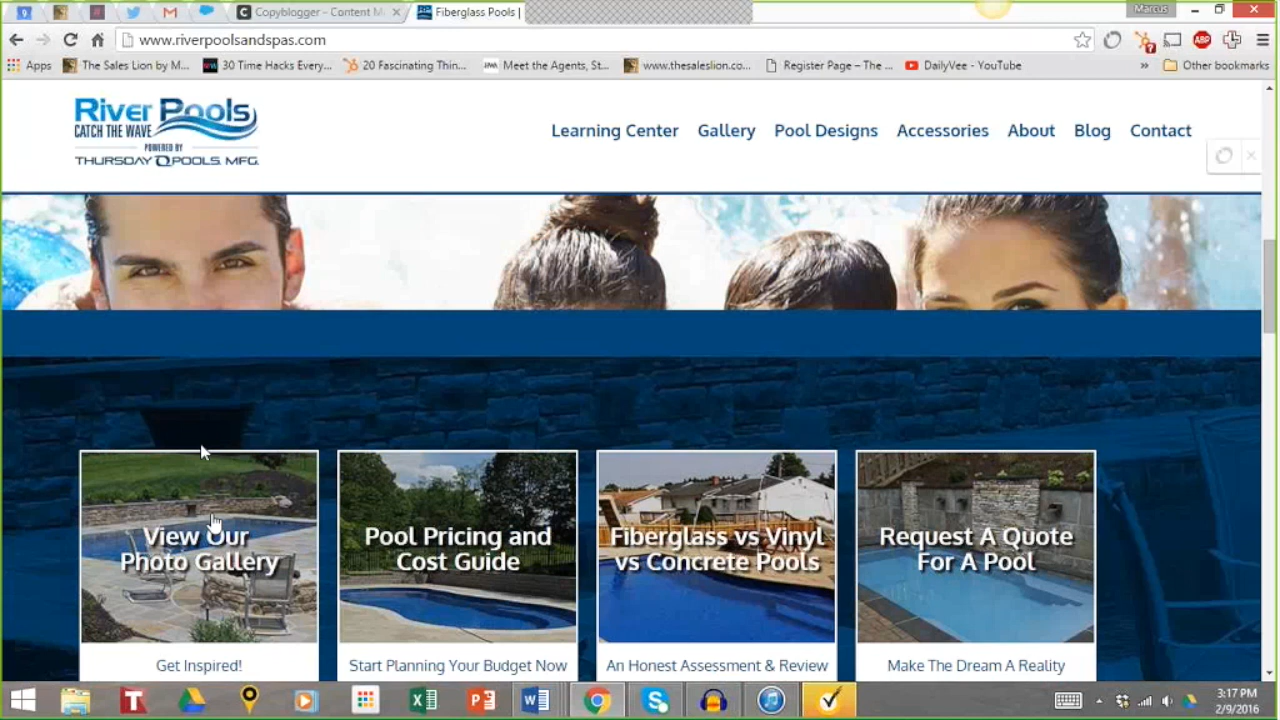 Copyblogger – Content M
Fiberglass Pools |
Marcus
www.riverpoolsandspas.com
Apps
The Sales Lion by M...
30 Time Hacks Every...
20 Fascinating Thin...
Meet the Agents, St...
www.thesaleslion.co...
Register Page – The ...
DailyVee - YouTube
»
Other bookmarks
River Pools
CATCH THE WAVE
POWERED BY
THURSDAY POOLS. MFG.
Learning Center
Gallery
Pool Designs
Accessories
About
Blog
Contact
View Our
Photo Gallery
Pool Pricing and
Cost Guide
Fiberglass vs Vinyl
vs Concrete Pools
Request A Quote
For A Pool
Get Inspired!
Start Planning Your Budget Now
An Honest Assessment & Review
Make The Dream A Reality
3:17 PM
2/9/2016